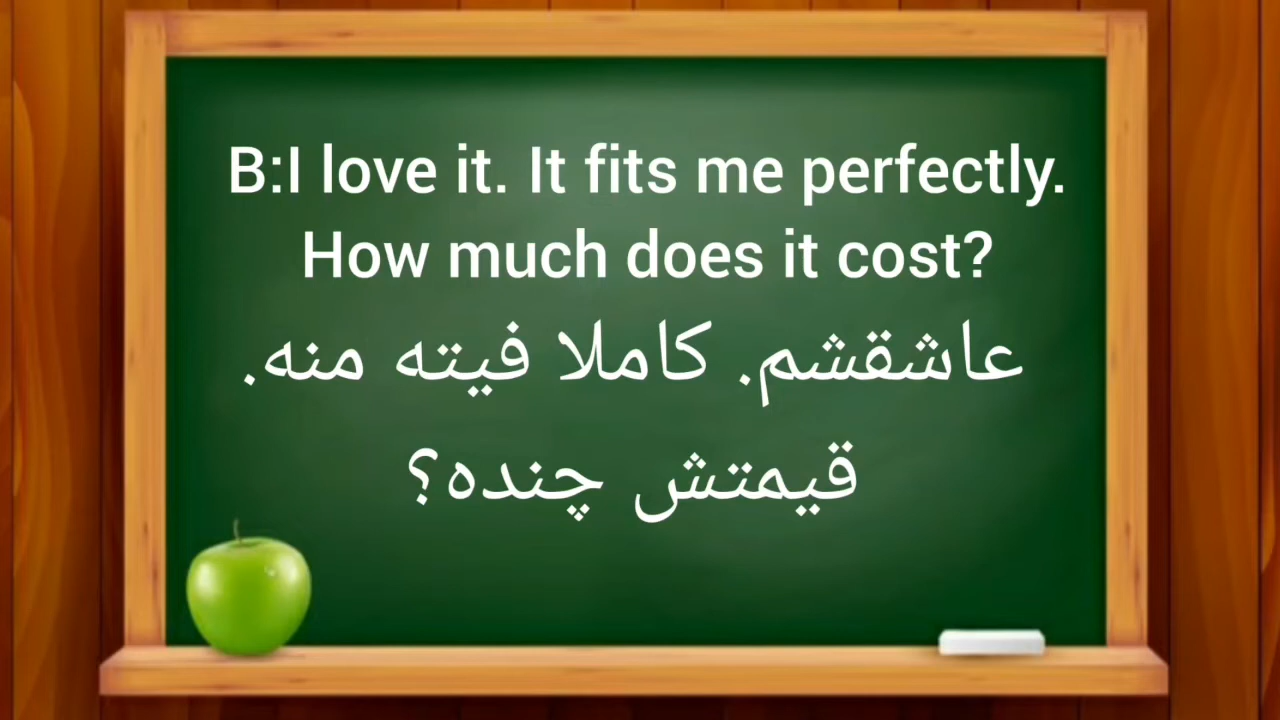 B:I love it. It fits me perfectly.
How much does it cost?
عاشقشم. کاملا فیته منه.
قیمتش چنده؟